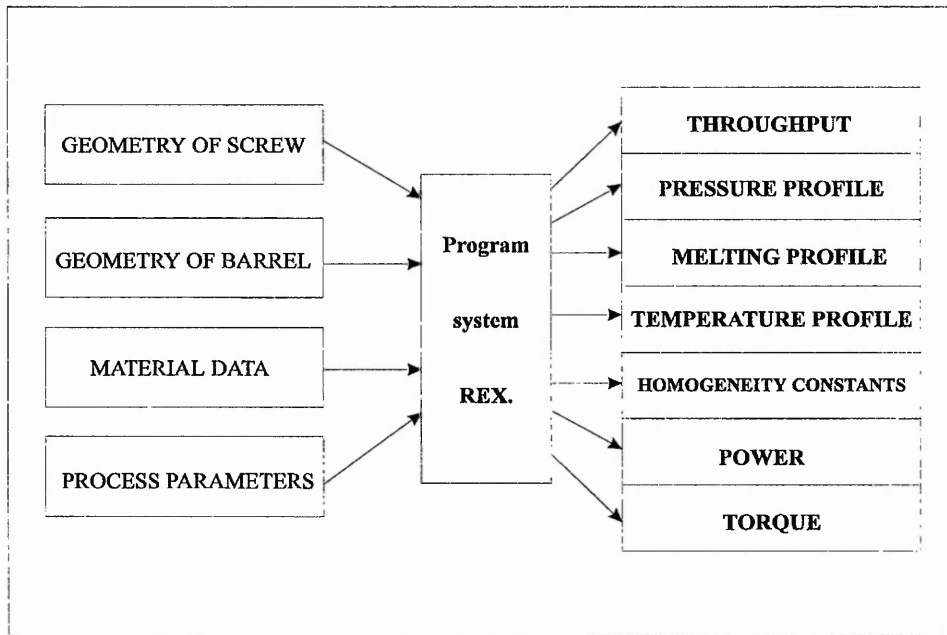 GEOMETRY OF SCREW
GEOMETRY OF BARREL
MATERIAL DATA
PROCESS PARAMETERS
Program
system
REX.
THROUGHPUT
PRESSURE PROFILE
MELTING PROFILE
TEMPERATURE PROFILE
HOMOGENEITY CONSTANTS
POWER
TORQUE